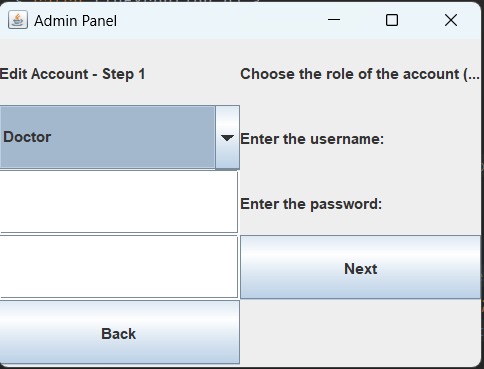 Admin Panel
Edit Account - Step 1
Choose the role of the account (...
Doctor
Enter the username:
Enter the password:
Next
Back